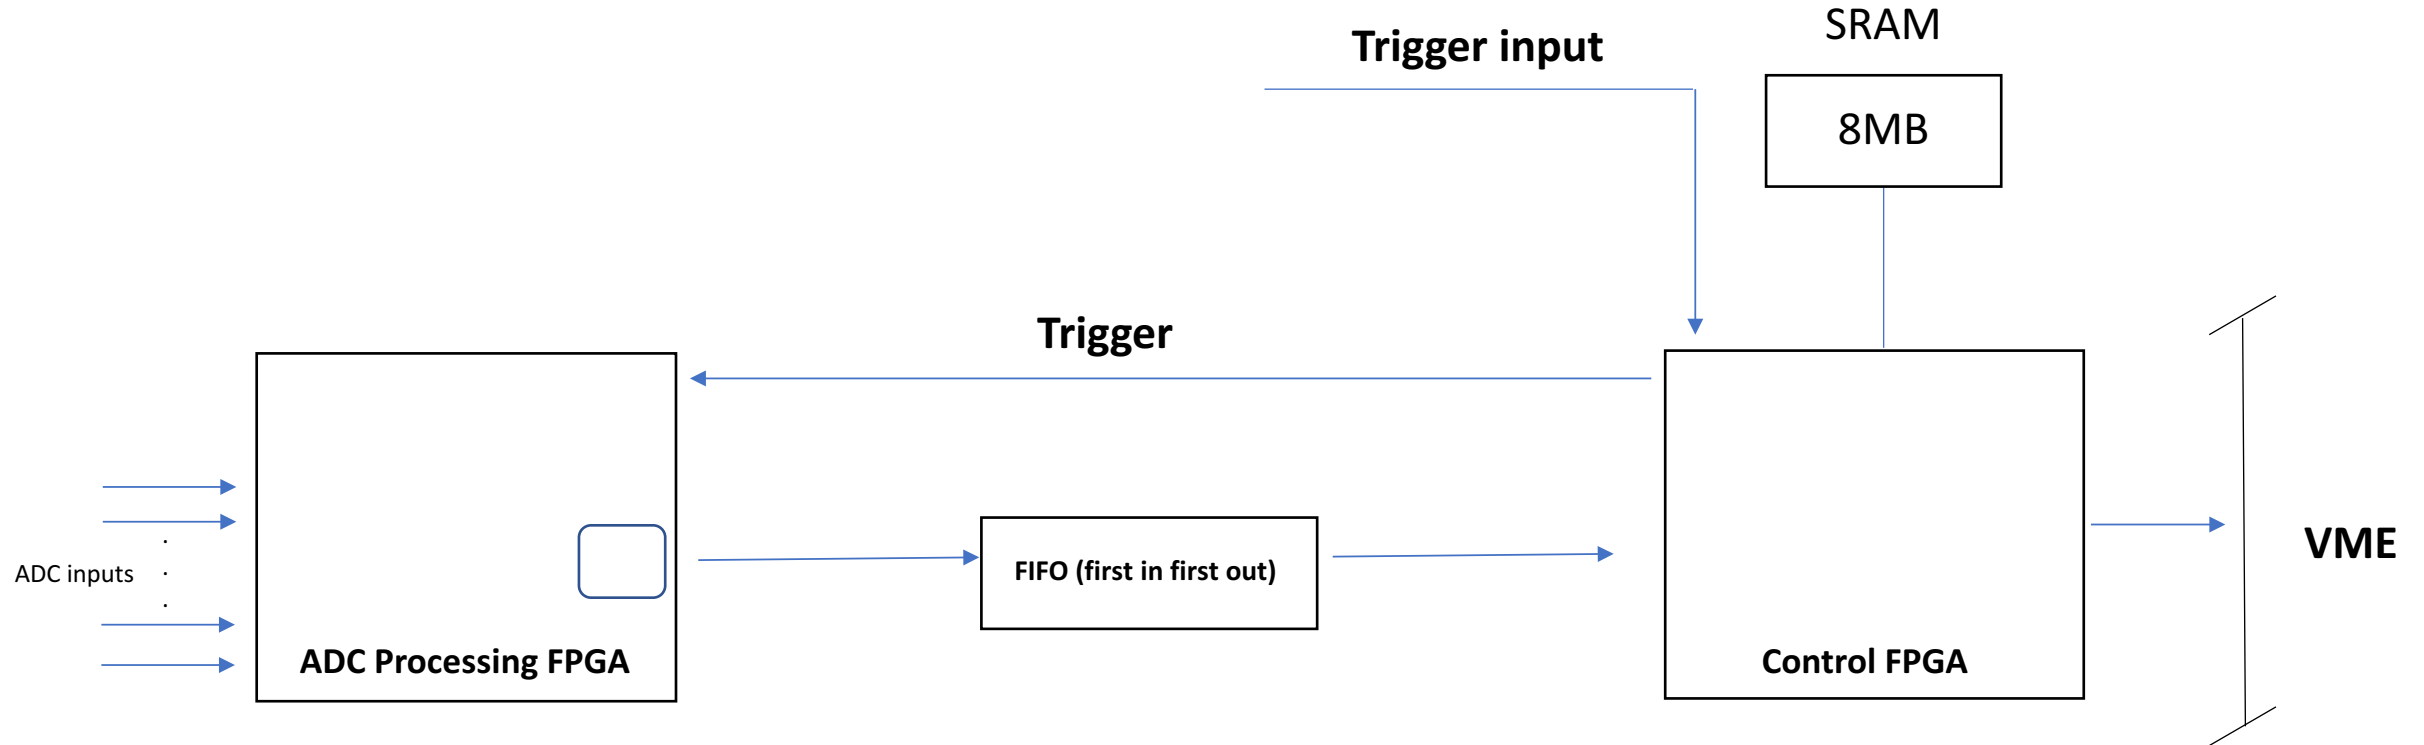 SRAM
Trigger input
8MB
Trigger
VME
FIFO (first in first out)
ADC inputs
ADC Processing FPGA
Control FPGA